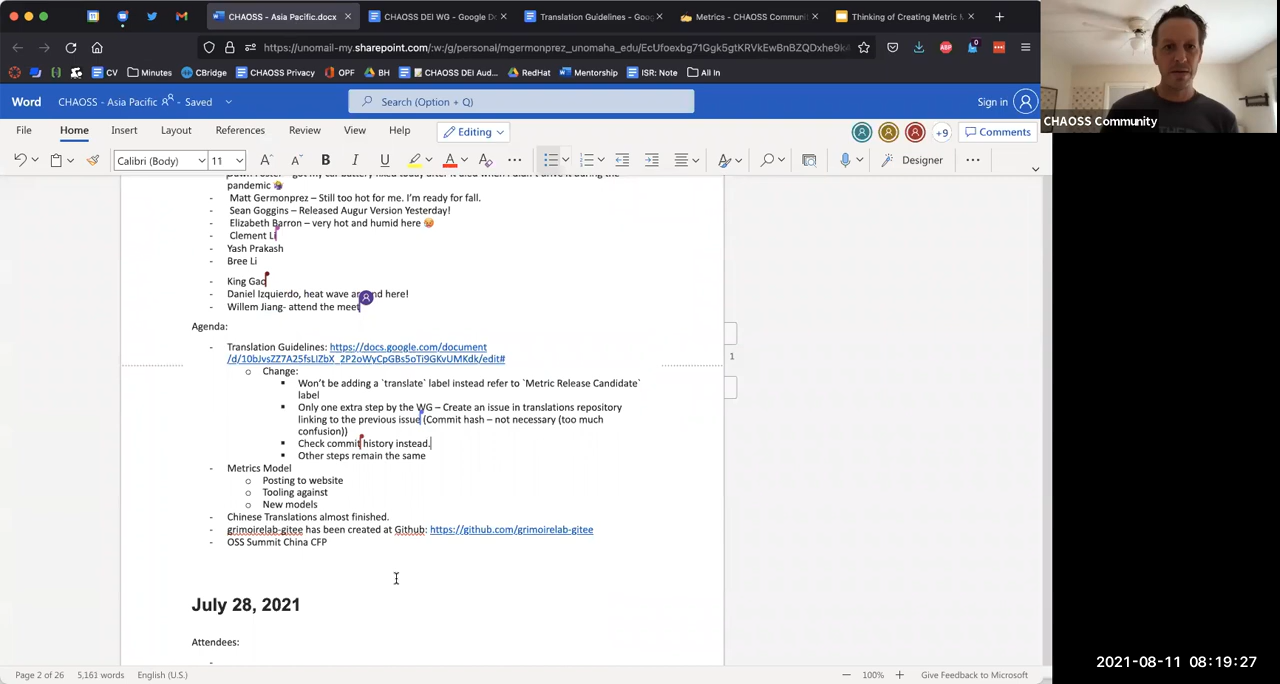 CHAOSS - Asia Pacific.docx
CHAOSS DEI WG - Google Do
Translation Guidelines - Goog
Metrics - CHAOSS Communit
Thinking of Creating Metric M
https://unomail-my.sharepoint.com/:w:/g/personal/mgermonprez_unomaha_edu/
CV
Minutes
CBridge
CHAOSS Privacy
OPF
BH
CHAOSS DEI Aud...
RedHat
Mentorship
ISR: Note
All In
CHAOSS Community
Word
CHAOSS - Asia Pacific - Saved
Search (Option + Q)
Sign in
File
Home
Insert
Layout
References
Review
View
Help
Editing
+9
Comments
Calibri (Body)
11
B
I
U
Designer
pandemic
- Matt Germonprez – Still too hot for me. I'm ready for fall.
- Sean Goggins – Released Augur Version Yesterday!
- Elizabeth Barron – very hot and humid here
- Clement Li
- Yash Prakash
- Bree Li
- King Gao
- Daniel Izquierdo, heat wave around here!
- Willem Jiang- attend the meet
Agenda:
- Translation Guidelines: https://docs.google.com/document
/d/10bJvsZZ7A25fsLIZbX_2P2oWyCpGBs5oTi9GKvUMKdk/edit#
o Change:
Won't be adding a `translate` label instead refer to `Metric Release Candidate`
label
Only one extra step by the WG – Create an issue in translations repository
linking to the previous issue (Commit hash – not necessary (too much
confusion))
Check commit history instead.
Other steps remain the same
- Metrics Model
o Posting to website
o Tooling against
o New models
- Chinese Translations almost finished.
- grimoirelab-gitee has been created at Github: https://github.com/grimoirelab-gitee
- OSS Summit China CFP
1
July 28, 2021
Attendees:
-
Page 2 of 26
5,161 words
English (U.S.)
100%
Give Feedback to Microsoft
2021-08-11 08:19:27